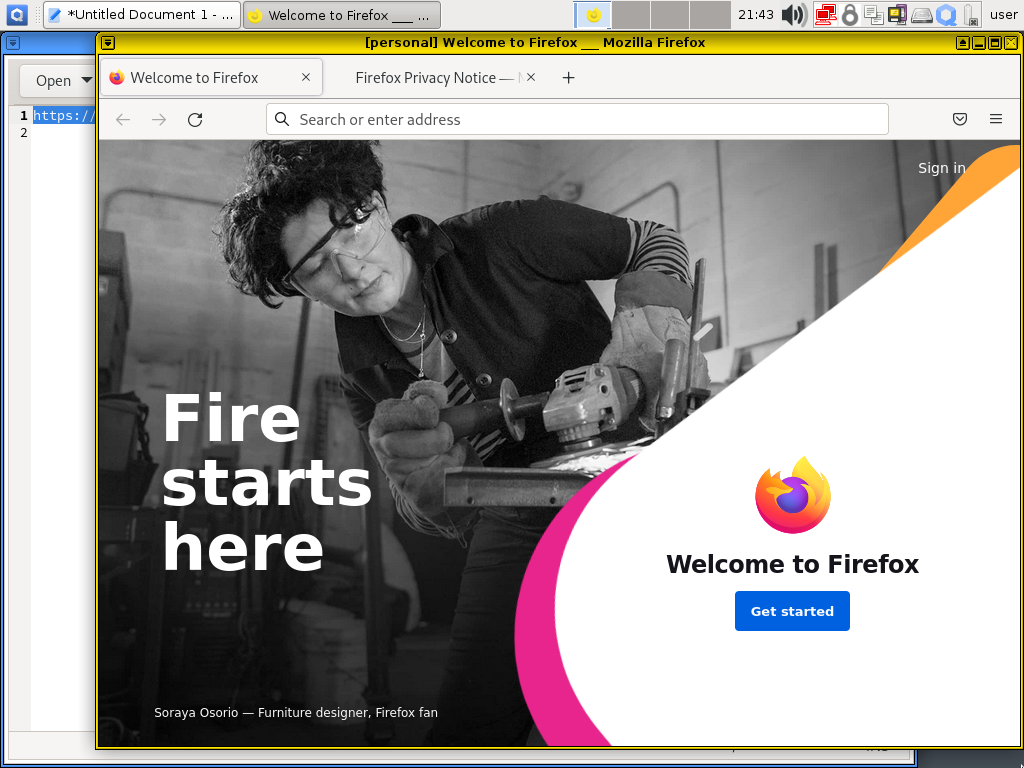 *Untitled Document 1 - ...
Welcome to Firefox ___ ...
21:43
user
[personal] Welcome to Firefox ___ Mozilla Firefox
Open
Welcome to Firefox
Firefox Privacy Notice —
Search or enter address
1 https://
2
Sign in
Fire
starts
here
Welcome to Firefox
Get started
Soraya Osorio — Furniture designer, Firefox fan